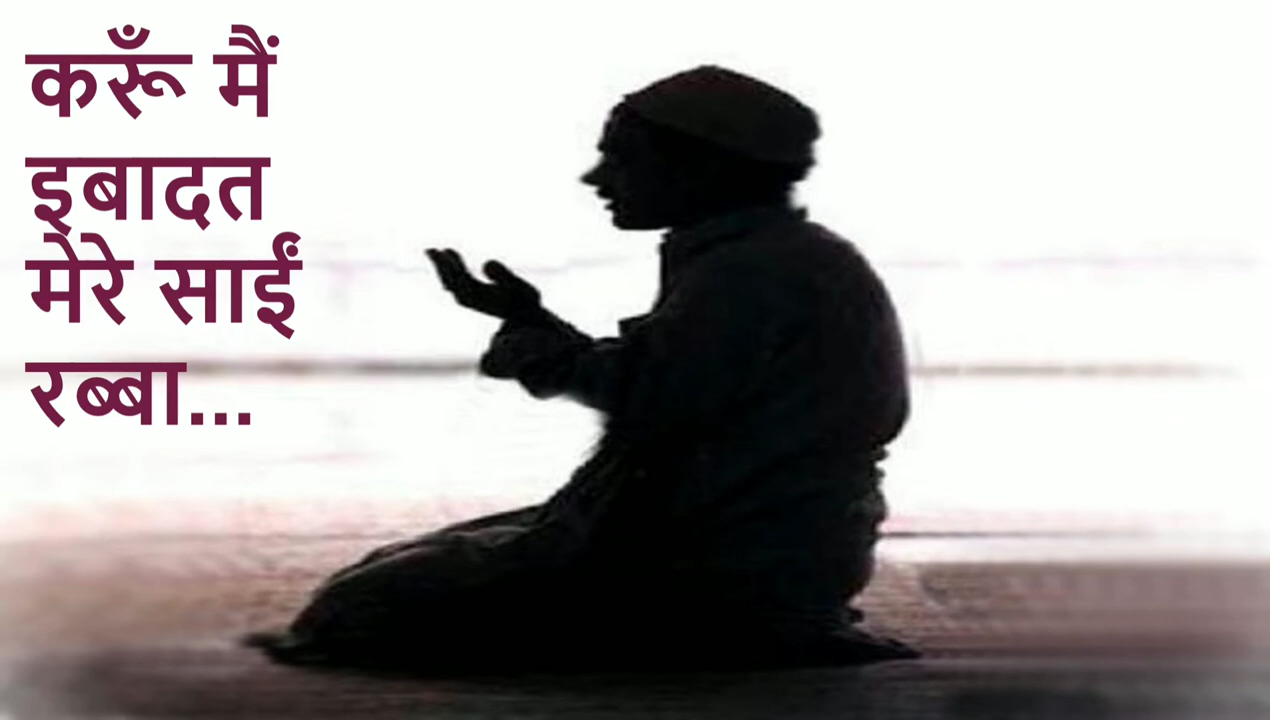 करूँ मैं
इबादत
मेरे साईं
रब्बा...